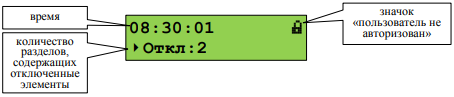 время
количество
разделов,
содержащих
отключенные
элементы
08:30:01
Откл:2
значок
«пользователь не
авторизован»